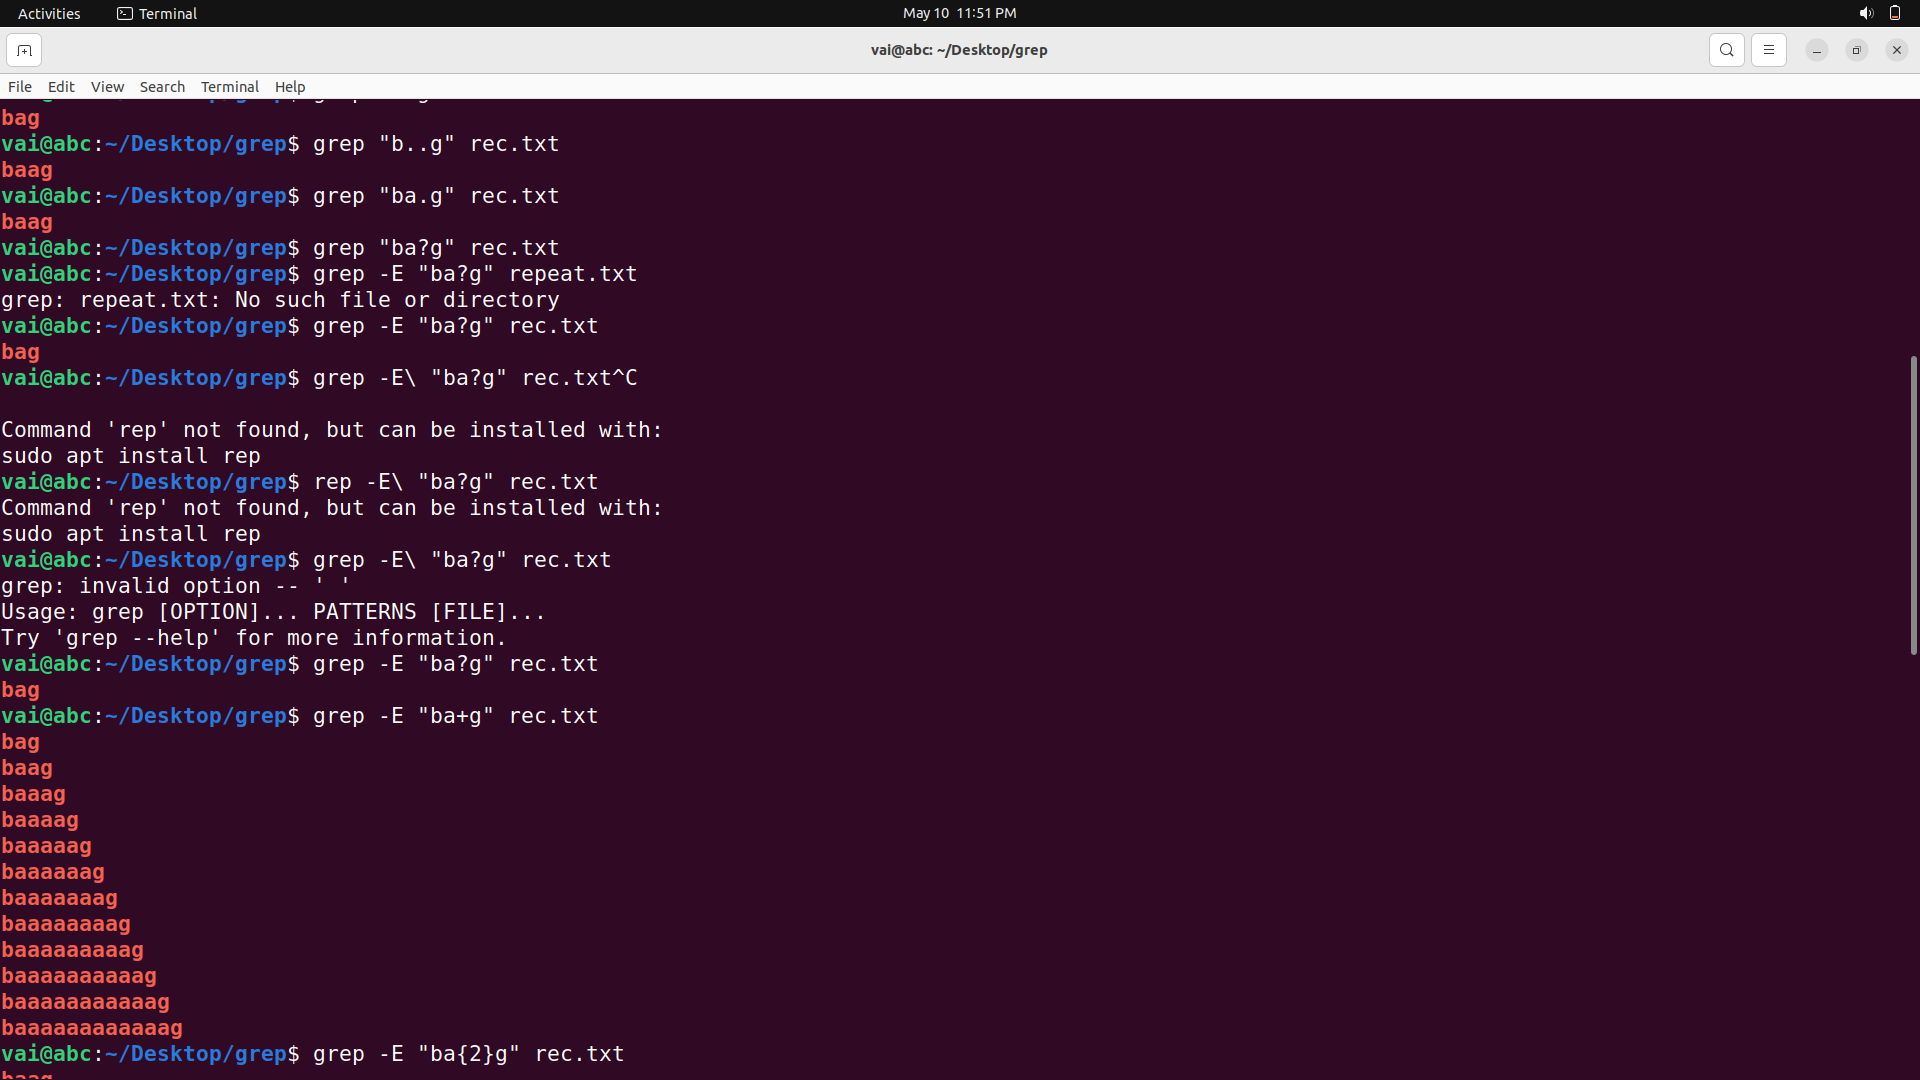 Activities Terminal May 10 11:51 PM
vai@abc: ~/Desktop/grep
File Edit View Search Terminal Help
bag
vai@abc:~/Desktop/grep$ grep "b..g" rec.txt
baag
vai@abc:~/Desktop/grep$ grep "ba.g" rec.txt
baag
vai@abc:~/Desktop/grep$ grep "ba?g" rec.txt
vai@abc:~/Desktop/grep$ grep -E "ba?g" repeat.txt
grep: repeat.txt: No such file or directory
vai@abc:~/Desktop/grep$ grep -E "ba?g" rec.txt
bag
vai@abc:~/Desktop/grep$ grep -E\ "ba?g" rec.txt^C
Command 'rep' not found, but can be installed with:
sudo apt install rep
vai@abc:~/Desktop/grep$ rep -E\ "ba?g" rec.txt
Command 'rep' not found, but can be installed with:
sudo apt install rep
vai@abc:~/Desktop/grep$ grep -E\ "ba?g" rec.txt
grep: invalid option -- ' '
Usage: grep [OPTION]... PATTERNS [FILE]...
Try 'grep --help' for more information.
vai@abc:~/Desktop/grep$ grep -E "ba?g" rec.txt
bag
vai@abc:~/Desktop/grep$ grep -E "ba+g" rec.txt
bag
baag
baaag
baaaag
baaaaag
baaaaaag
baaaaaaag
baaaaaaaag
baaaaaaaaag
baaaaaaaaaag
baaaaaaaaaaag
baaaaaaaaaaaag
vai@abc:~/Desktop/grep$ grep -E "ba{2}g" rec.txt
baag